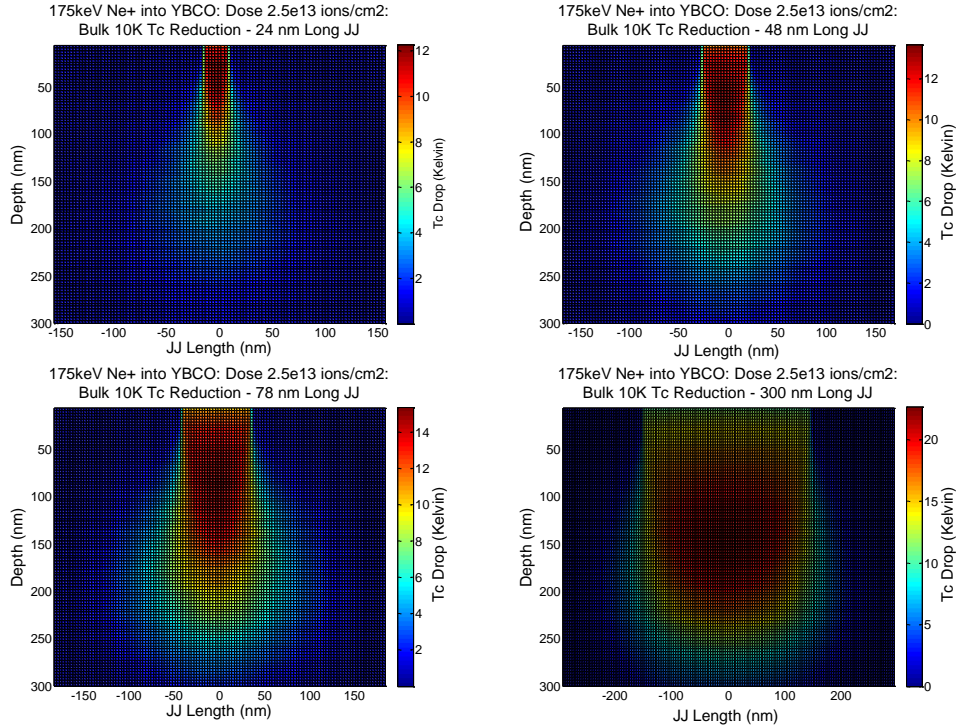 175keV Ne+ into YBCO: Dose 2.5e13 ions/cm2:
Bulk 10K Tc Reduction - 24 nm Long JJ
50
100
150
200
250
300
Depth (nm)
-150 -100 -50 0 50 100 150
JJ Length (nm)
12
10
8
6
4
2
Tc Drop (Kelvin)
175keV Ne+ into YBCO: Dose 2.5e13 ions/cm2:
Bulk 10K Tc Reduction - 48 nm Long JJ
50
100
150
200
250
300
Depth (nm)
-150 -100 -50 0 50 100 150
JJ Length (nm)
12
10
8
6
4
2
0
Tc Drop (Kelvin)
175keV Ne+ into YBCO: Dose 2.5e13 ions/cm2:
Bulk 10K Tc Reduction - 78 nm Long JJ
50
100
150
200
250
300
Depth (nm)
-150 -100 -50 0 50 100 150
JJ Length (nm)
14
12
10
8
6
4
2
Tc Drop (Kelvin)
175keV Ne+ into YBCO: Dose 2.5e13 ions/cm2:
Bulk 10K Tc Reduction - 300 nm Long JJ
50
100
150
200
250
300
Depth (nm)
-200 -100 0 100 200
JJ Length (nm)
20
15
10
5
0
Tc Drop (Kelvin)